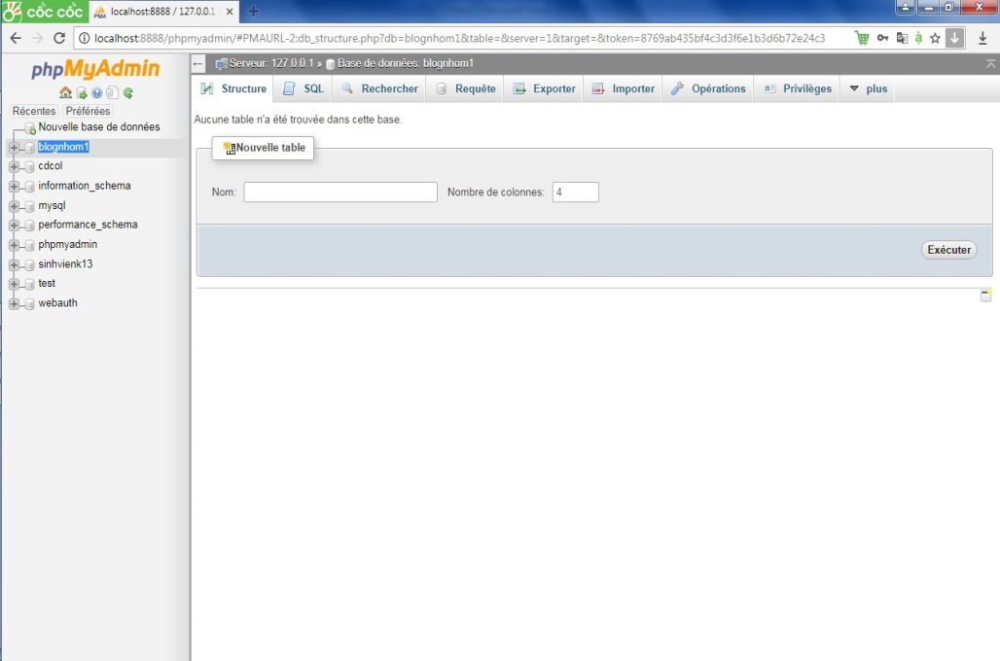 cốc cốc
localhost:8888 / 127.0.0.1
localhost:8888/phpmyadmin/#PMAURL-2:db_structure.php?db=blognhom1&table=&server=1&target=&token=8769ab435bf4c3d3f6e1b3d6b72e24c3
phpMyAdmin
Récentes Préférées
Nouvelle base de données
blognhom1
cdcol
information_schema
mysql
performance_schema
phpmyadmin
sinhvienk13
test
webauth
Serveur: 127.0.0.1 » Base de données: blognhom1
Structure SQL Rechercher Requête Exporter Importer Opérations Privilèges plus
Aucune table n'a été trouvée dans cette base.
Nouvelle table
Nom: Nombre de colonnes: 4
Exécuter